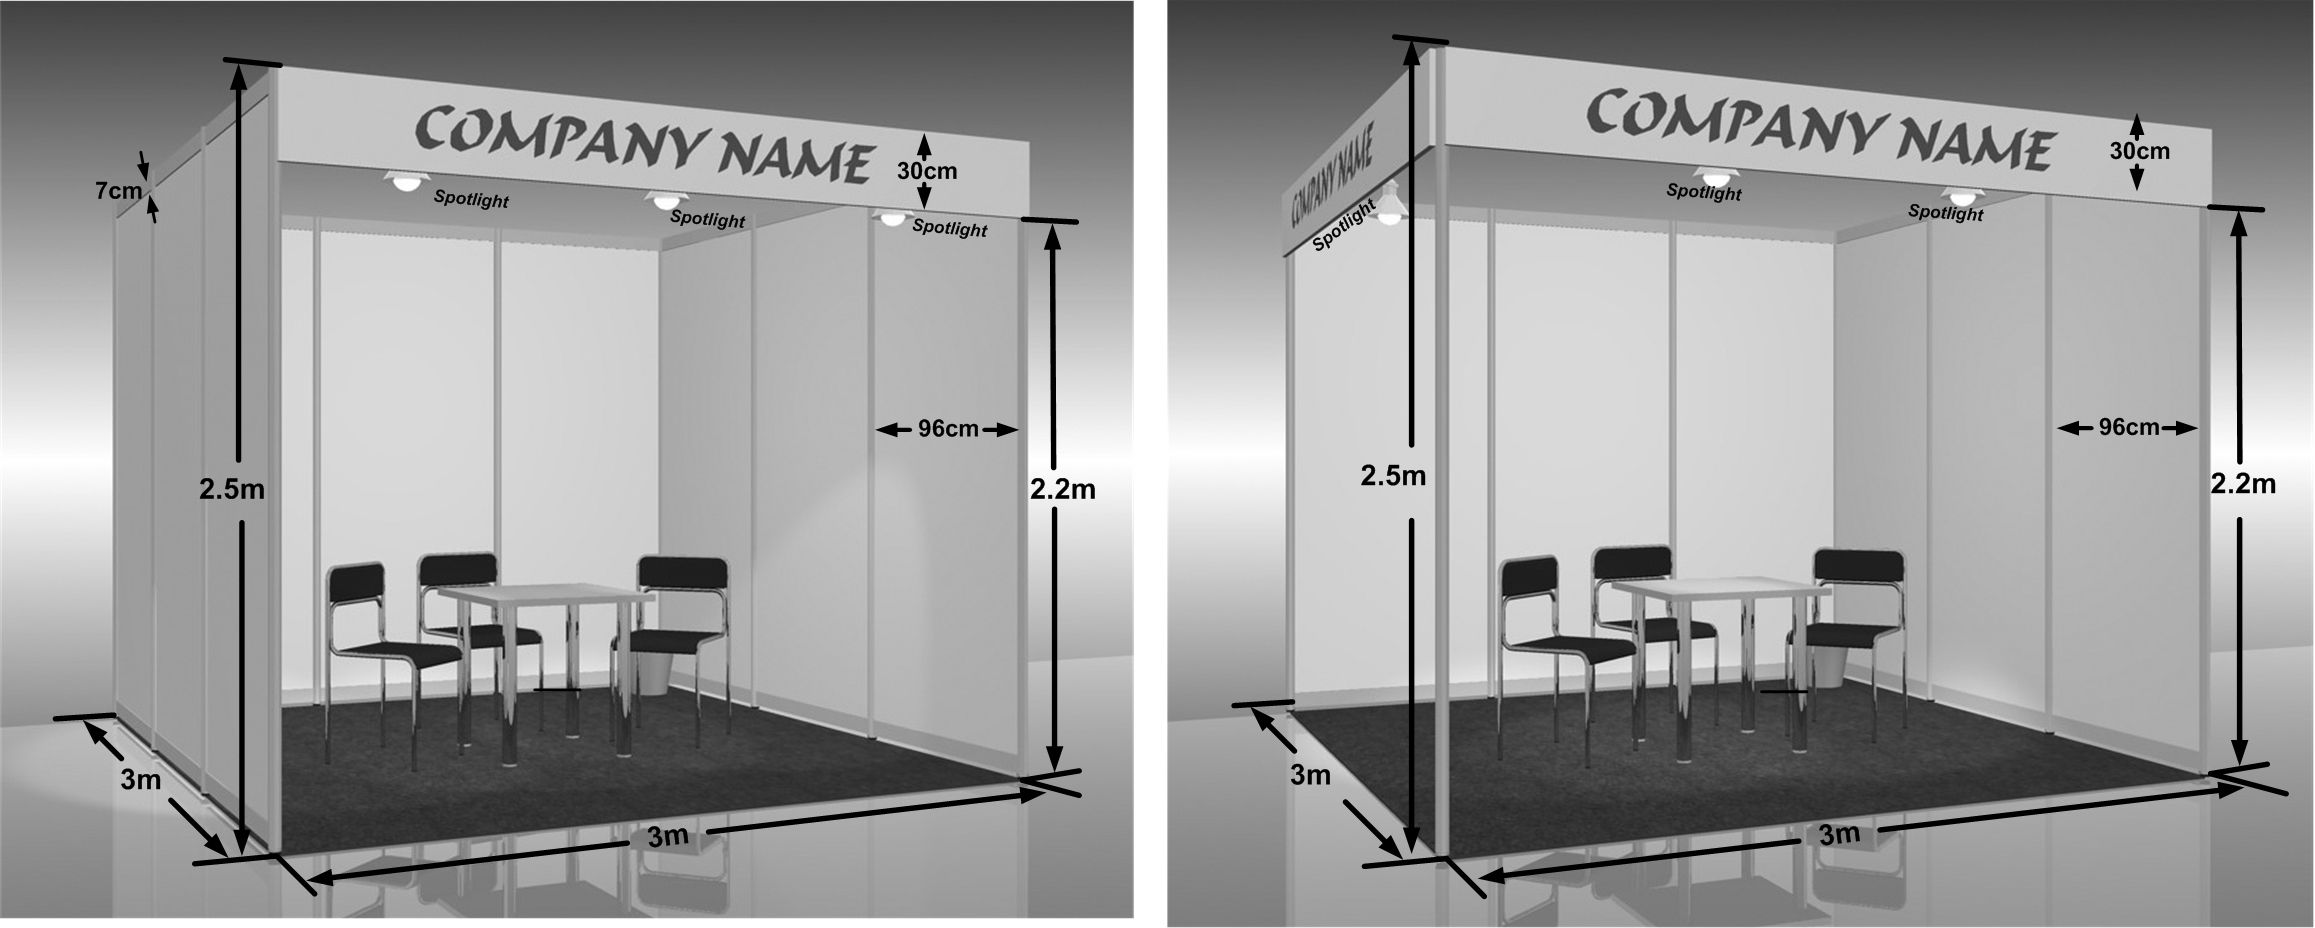 COMPANY NAME
30cm
7cm
Spotlight
Spotlight
Spotlight
96cm
2.5m
2.2m
3m
3m
COMPANY NAME
COMPANY NAME
30cm
Spotlight
Spotlight
Spotlight
96cm
2.5m
2.2m
3m
3m